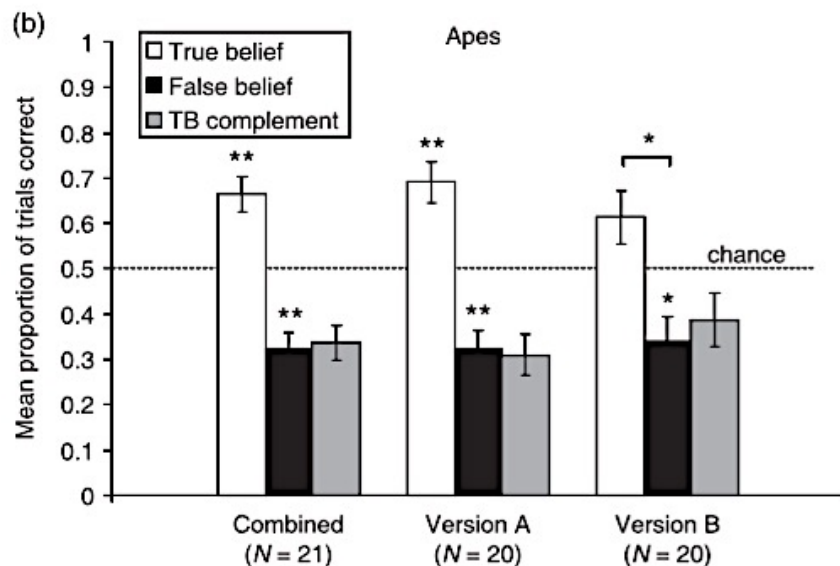 (b)
Apes
True belief
False belief
TB complement
Mean proportion of trials correct
1
0.9
0.8
0.7
0.6
0.5
0.4
0.3
0.2
0.1
0
**
**
**
**
*
*
chance
Combined
(N = 21)
Version A
(N = 20)
Version B
(N = 20)